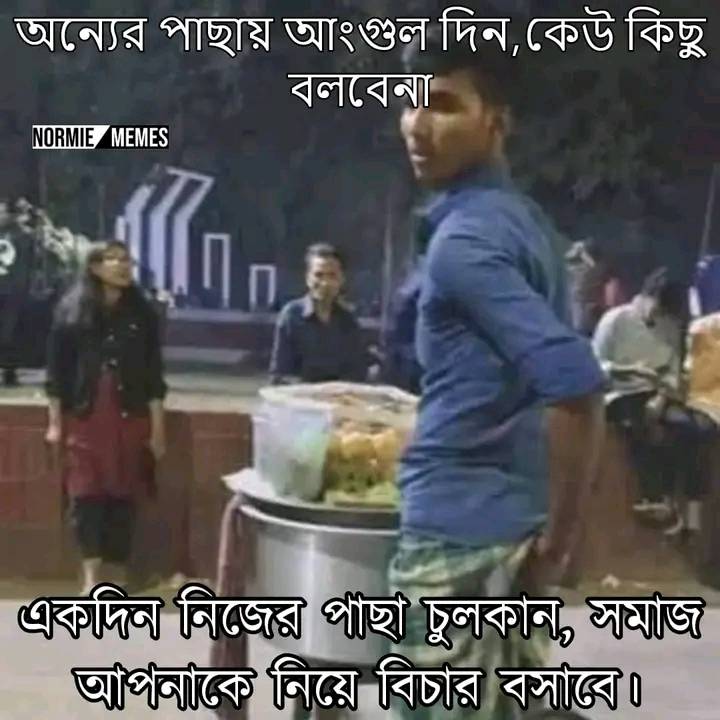 অন্যের পাছায় আংগুল দিন,কেউ কিছু
বলবেনা
NORMIE MEMES
একদিন নিজের পাছা চুলকান, সমাজ
আপনাকে নিয়ে বিচার বসাবে।